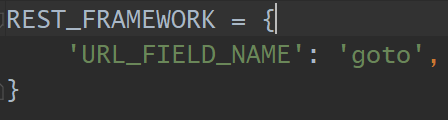 REST_FRAMEWORK = {
    'URL_FIELD_NAME': 'goto',
}